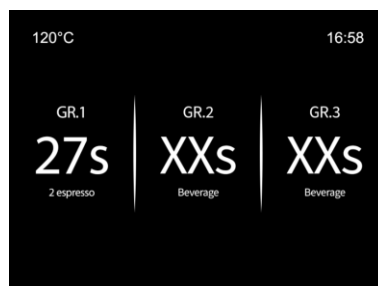 120°C 16:58
GR.1 GR.2 GR.3
27s XXs XXs
2 espresso Beverage Beverage